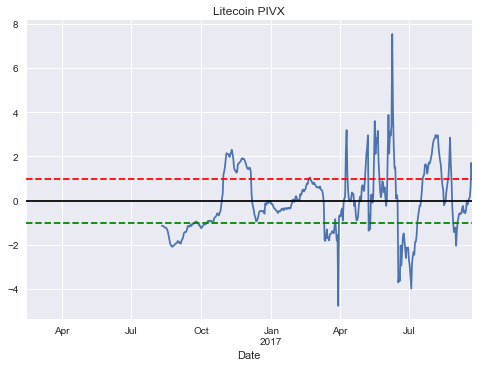 Litecoin PIVX
8
6
4
2
0
−2
−4
Apr
Jul
Oct
Jan
2017
Apr
Jul
Date